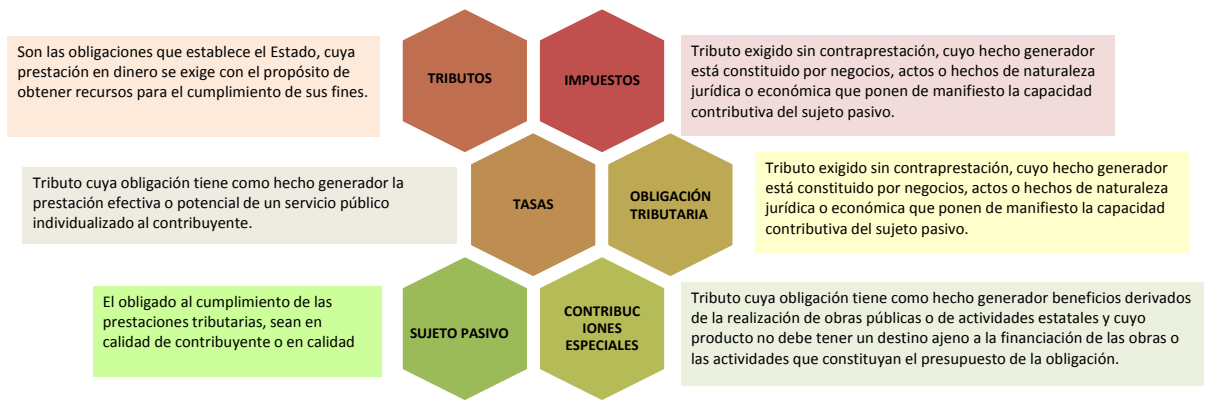 Son las obligaciones que establece el Estado, cuya
prestación en dinero se exige con el propósito de
obtener recursos para el cumplimiento de sus fines.
TRIBUTOS
IMPUESTOS
Tributo exigido sin contraprestación, cuyo hecho generador
está constituido por negocios, actos o hechos de naturaleza
jurídica o económica que ponen de manifiesto la capacidad
contributiva del sujeto pasivo.
Tributo cuya obligación tiene como hecho generador la
prestación efectiva o potencial de un servicio público
individualizado al contribuyente.
TASAS
OBLIGACIÓN
TRIBUTARIA
Tributo exigido sin contraprestación, cuyo hecho generador
está constituido por negocios, actos o hechos de naturaleza
jurídica o económica que ponen de manifiesto la capacidad
contributiva del sujeto pasivo.
El obligado al cumplimiento de las
prestaciones tributarias, sean en
calidad de contribuyente o en calidad
SUJETO PASIVO
CONTRIBUC
IONES
ESPECIALES
Tributo cuya obligación tiene como hecho generador beneficios derivados
de la realización de obras públicas o de actividades estatales y cuyo
producto no debe tener un destino ajeno a la financiación de las obras o
las actividades que constituyan el presupuesto de la obligación.